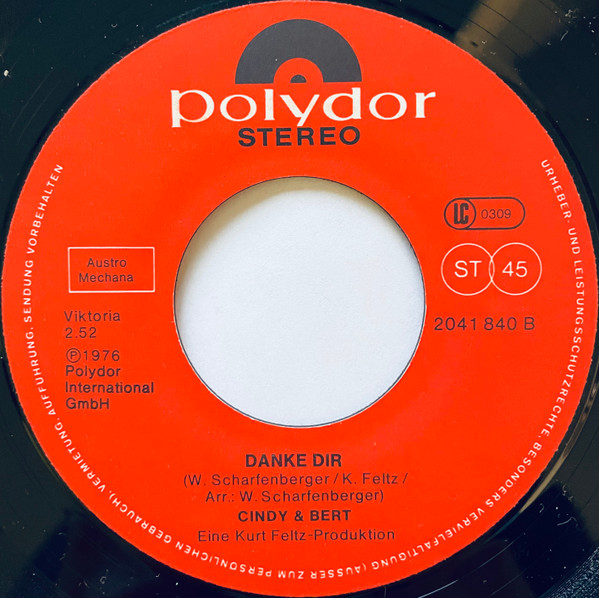 polydor
STEREO
LC 0309
Austro
Mechana
ST 45
Viktoria
2.52
2041 840 B
Ⓟ1976
Polydor
International
GmbH
DANKE DIR
(W. Scharfenberger / K. Feltz /
Arr.: W. Scharfenberger)
CINDY & BERT
Eine Kurt Feltz-Produktion
URHEBER- UND LEISTUNGSSCHUTZRECHTE, BESONDERS VERVIELFÄLTIGUNG (AUSSER ZUM PERSÖNLICHEN GEBRAUCH), VERMIETUNG, AUFFÜHRUNG, SENDUNG VORBEHALTEN